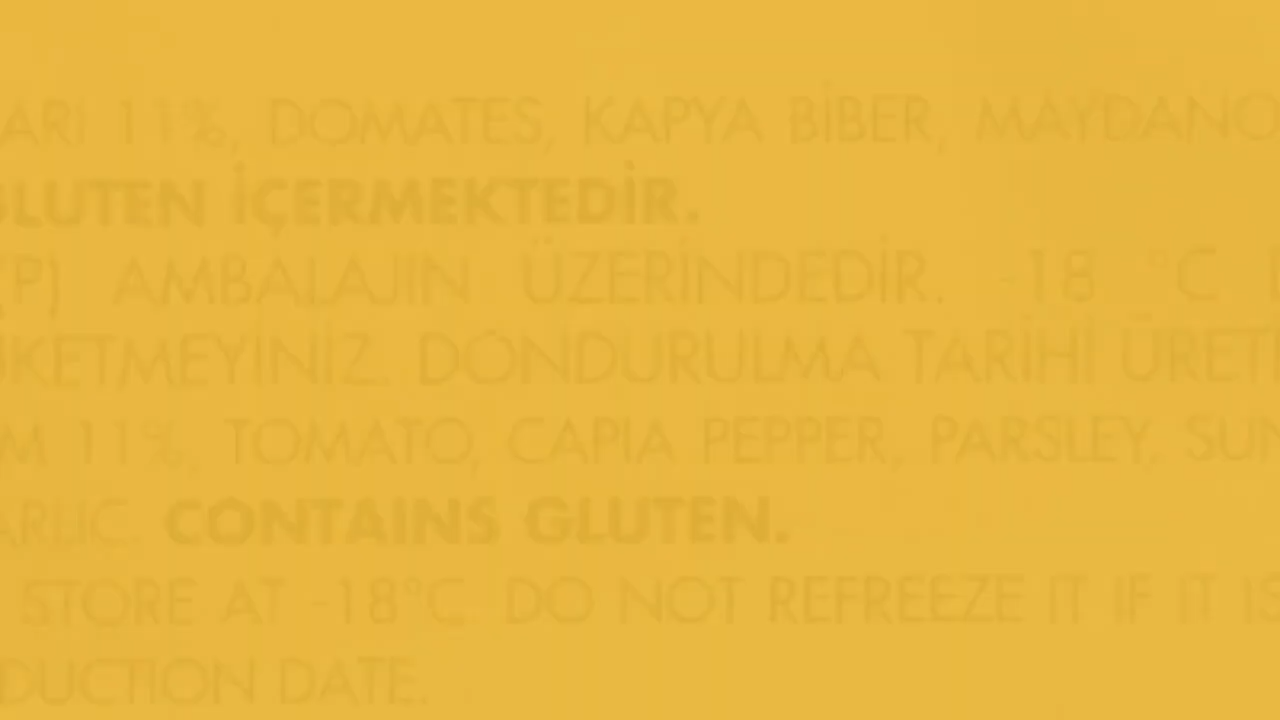 ARI 11%, DOMATES, KAPYA BİBER, MAYDANO
GLUTEN İÇERMEKTEDİR.
(P) AMBALAJIN ÜZERİNDEDİR. -18 °C
KETMEYİNİZ. DONDURULMA TARİHİ ÜRETİ
M 11%, TOMATO, CAPIA PEPPER, PARSLEY, SUN
ARLIC. CONTAINS GLUTEN.
STORE AT -18°C. DO NOT REFREEZE IT IF IT IS
DUCTION DATE.